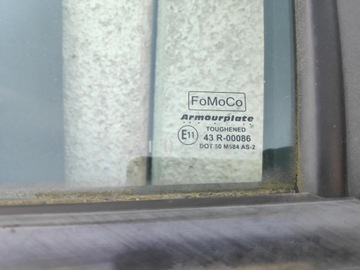 FoMoCo
Armourplate
TOUGHENED
E11 43 R-00086
DOT 50 M584 AS-2